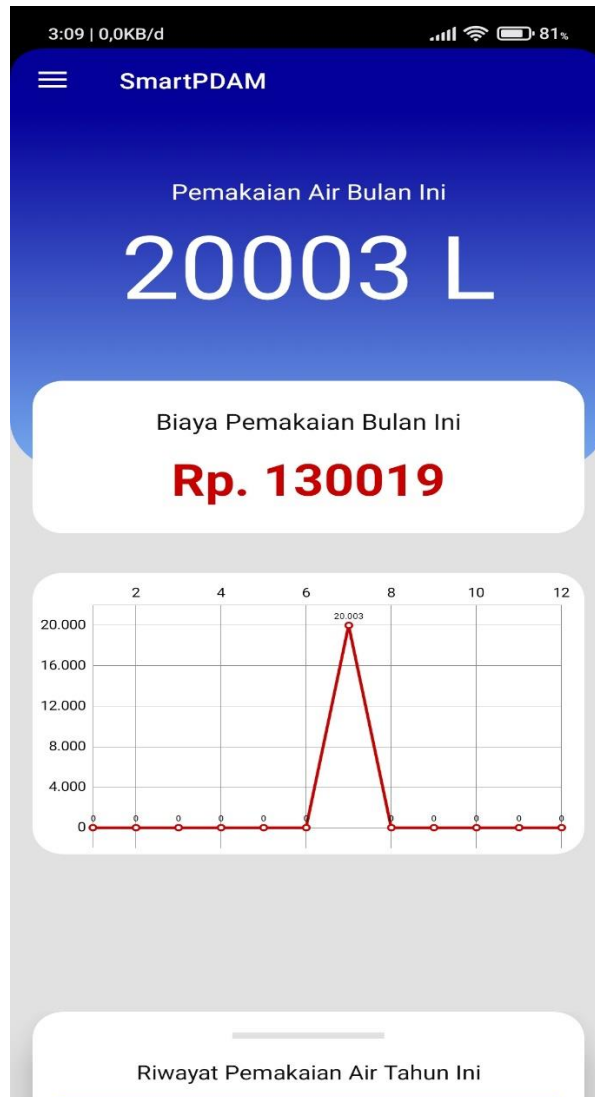 3:09 | 0,0KB/d 81%
SmartPDAM
Pemakaian Air Bulan Ini
20003 L
Biaya Pemakaian Bulan Ini
Rp. 130019
2 4 6 8 10 12
20.003
20.000
16.000
12.000
8.000
4.000
0 0 0 0 0 0 0 0 0 0 0 0
Riwayat Pemakaian Air Tahun Ini